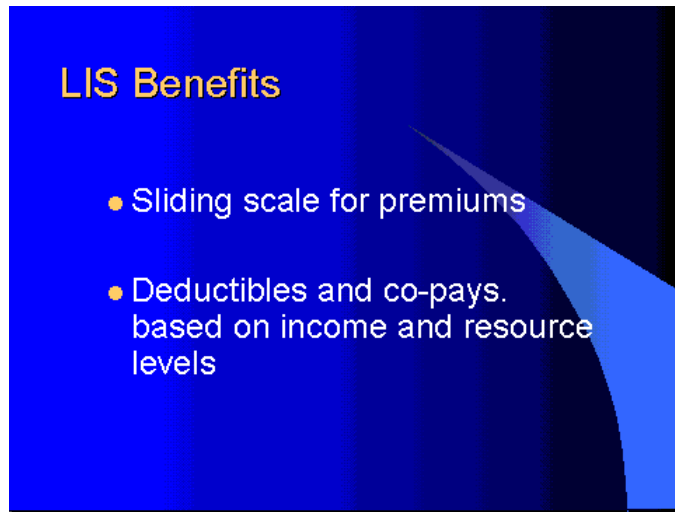 LIS Benefits
Sliding scale for premiums
Deductibles and co-pays.
based on income and resource
levels